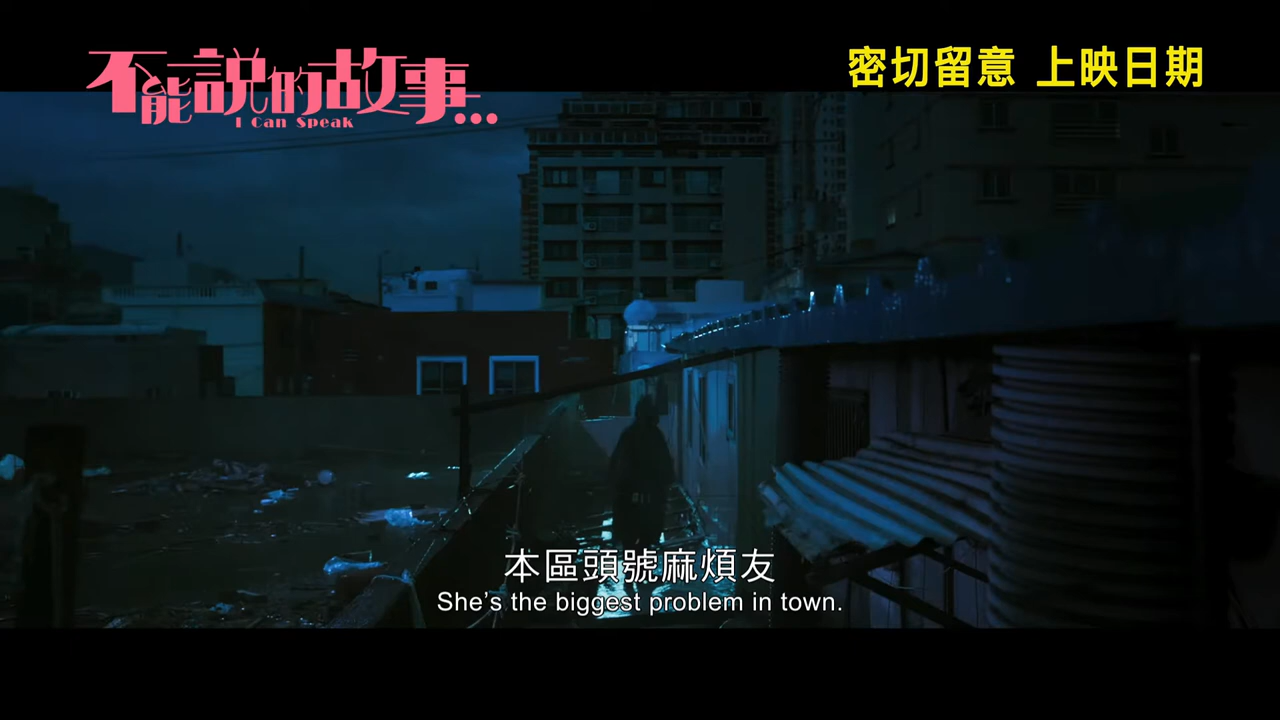 不能説的故事...
I Can Speak
密切留意 上映日期
本區頭號麻煩友
She's the biggest problem in town.